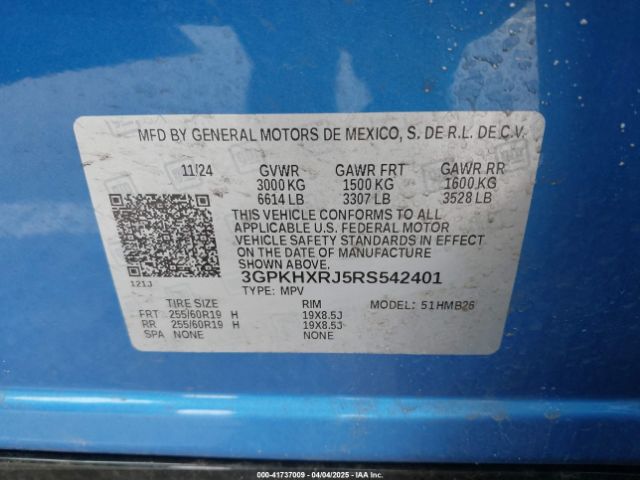 MFD BY GENERAL MOTORS DE MEXICO, S. DE R.L. DE C.V.
11/24 GVWR GAWR FRT GAWR RR
3000 KG 1500 KG 1600 KG
6614 LB 3307 LB 3528 LB
THIS VEHICLE CONFORMS TO ALL
APPLICABLE U.S. FEDERAL MOTOR
VEHICLE SAFETY STANDARDS IN EFFECT
ON THE DATE OF MANUFACTURE
SHOWN ABOVE.
3GPKHXRJ5RS542401
121J TYPE: MPV
TIRE SIZE RIM MODEL: 51HMB26
FRT 255/60R19 H 19X8.5J
RR 255/60R19 H 19X8.5J
SPA NONE NONE
000-41737009 - 04/04/2025 - IAAI.COM